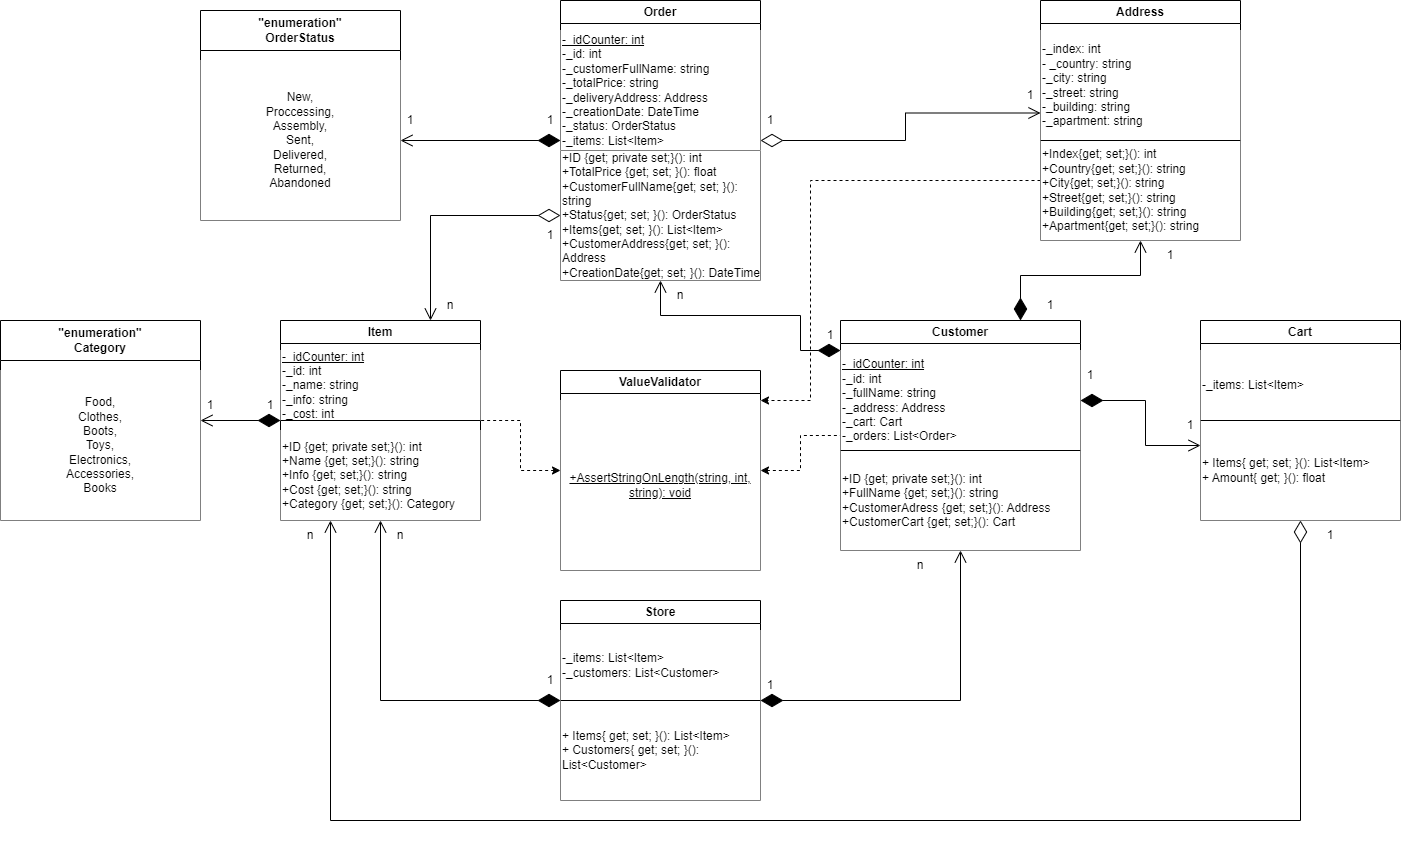 "enumeration"
OrderStatus
New,
Proccessing,
Assembly,
Sent,
Delivered,
Returned,
Abandoned
1
1
Order
-_idCounter: int
-_id: int
-_customerFullName: string
-_totalPrice: string
-_deliveryAddress: Address
-_creationDate: DateTime
-_status: OrderStatus
-_items: List<Item>
+ID {get; private set;}(): int
+TotalPrice {get; set; }(): float
+CustomerFullName{get; set; }():
string
+Status{get; set; }(): OrderStatus
+Items{get; set; }(): List<Item>
+CustomerAddress{get; set; }():
Address
+CreationDate{get; set; }(): DateTime
1
1
Address
-_index: int
- _country: string
-_city: string
-_street: string
-_building: string
-_apartment: string
+Index{get; set;}(): int
+Country{get; set;}(): string
+City{get; set;}(): string
+Street{get; set;}(): string
+Building{get; set;}(): string
+Apartment{get; set;}(): string
1
n
n
1
1
1
"enumeration"
Category
Food,
Clothes,
Boots,
Toys,
Electronics,
Accessories,
Books
1
1
Item
-_idCounter: int
-_id: int
-_name: string
-_info: string
-_cost: int
+ID {get; private set;}(): int
+Name {get; set;}(): string
+Info {get; set;}(): string
+Cost {get; set;}(): string
+Category {get; set;}(): Category
n
n
ValueValidator
+AssertStringOnLength(string, int,
string): void
Customer
-_idCounter: int
-_id: int
-_fullName: string
-_address: Address
-_cart: Cart
-_orders: List<Order>
+ID {get; private set;}(): int
+FullName {get; set;}(): string
+CustomerAdress {get; set;}(): Address
+CustomerCart {get; set;}(): Cart
1
1
n
Cart
-_items: List<Item>
+ Items{ get; set; }(): List<Item>
+ Amount{ get; }(): float
1
Store
-_items: List<Item>
-_customers: List<Customer>
+ Items{ get; set; }(): List<Item>
+ Customers{ get; set; }():
List<Customer>
1
1